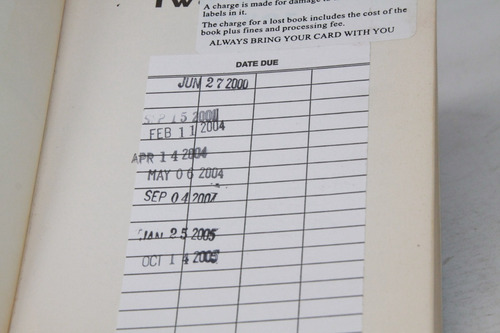 A charge is made for damage to
labels in it.
The charge for a lost book includes the cost of the
book plus fines and processing fee.
ALWAYS BRING YOUR CARD WITH YOU
DATE DUE
JUN 27 2000
FEB 11 2004
APR 14 2004
MAY 06 2004
SEP 04
JAN 25 2005
OCT 14 2005